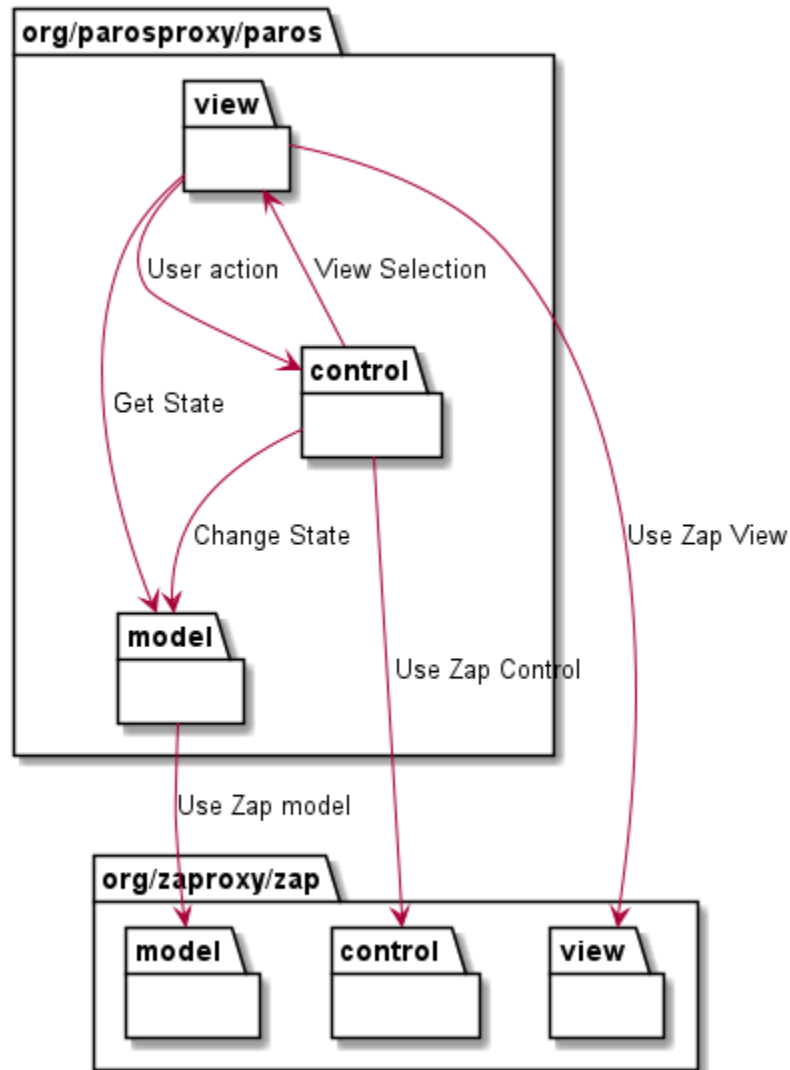 org/parosproxy/paros
view
User action
View Selection
control
Get State
Change State
Use Zap View
model
Use Zap Control
Use Zap model
org/zaproxy/zap
model
control
view